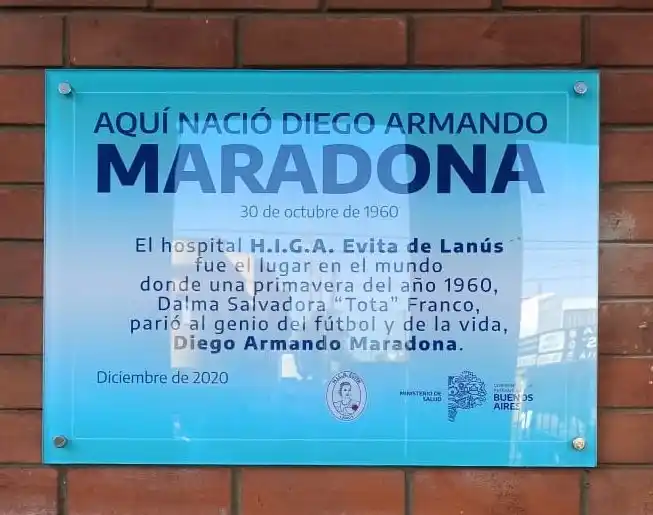 AQUÍ NACIÓ DIEGO ARMANDO
MARADONA
30 de octubre de 1960
El hospital H.I.G.A. Evita de Lanús
fue el lugar en el mundo
donde una primavera del año 1960,
Dalma Salvadora “Tota” Franco,
parió al genio del fútbol y de la vida,
Diego Armando Maradona.
Diciembre de 2020
MINISTERIO DE
SALUD
BUENOS
AIRES